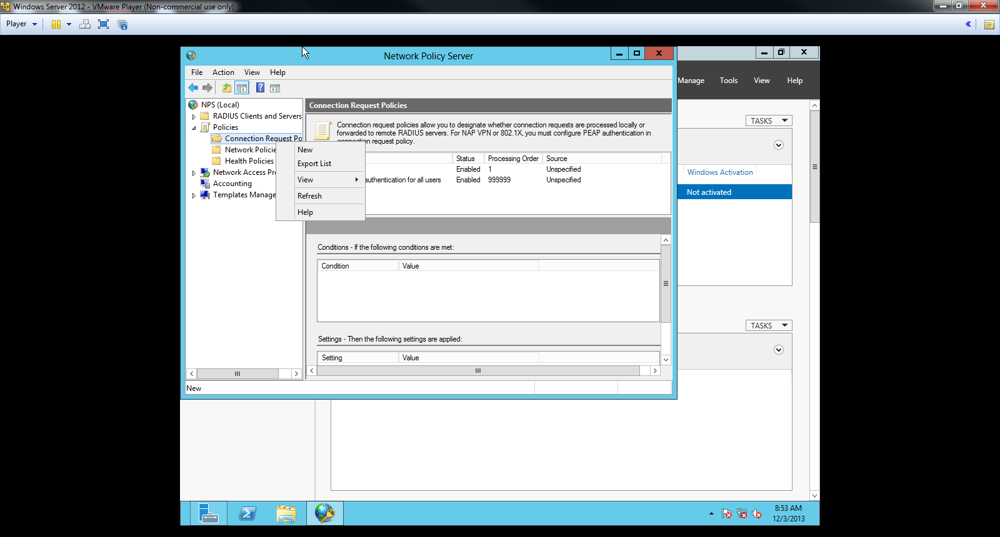 Windows Server 2012 - VMware Player (Non-commercial use only)
Player
Network Policy Server
File Action View Help
Manage Tools View Help
NPS (Local)
RADIUS Clients and Servers
Policies
Connection Request Po
Network Policie
Health Policies
Network Access Pr
Accounting
Templates Manage
New
Export List
View
Refresh
Help
Connection Request Policies
Connection request policies allow you to designate whether connection requests are processed locally or
forwarded to remote RADIUS servers. For NAP VPN or 802.1X, you must configure PEAP authentication in
connection request policy.
Status Processing Order Source
Enabled 1 Unspecified
authentication for all users Enabled 999999 Unspecified
Conditions - If the following conditions are met:
Condition Value
Settings - Then the following settings are applied:
Setting Value
New
TASKS
Windows Activation
Not activated
TASKS
8:53 AM
12/3/2013